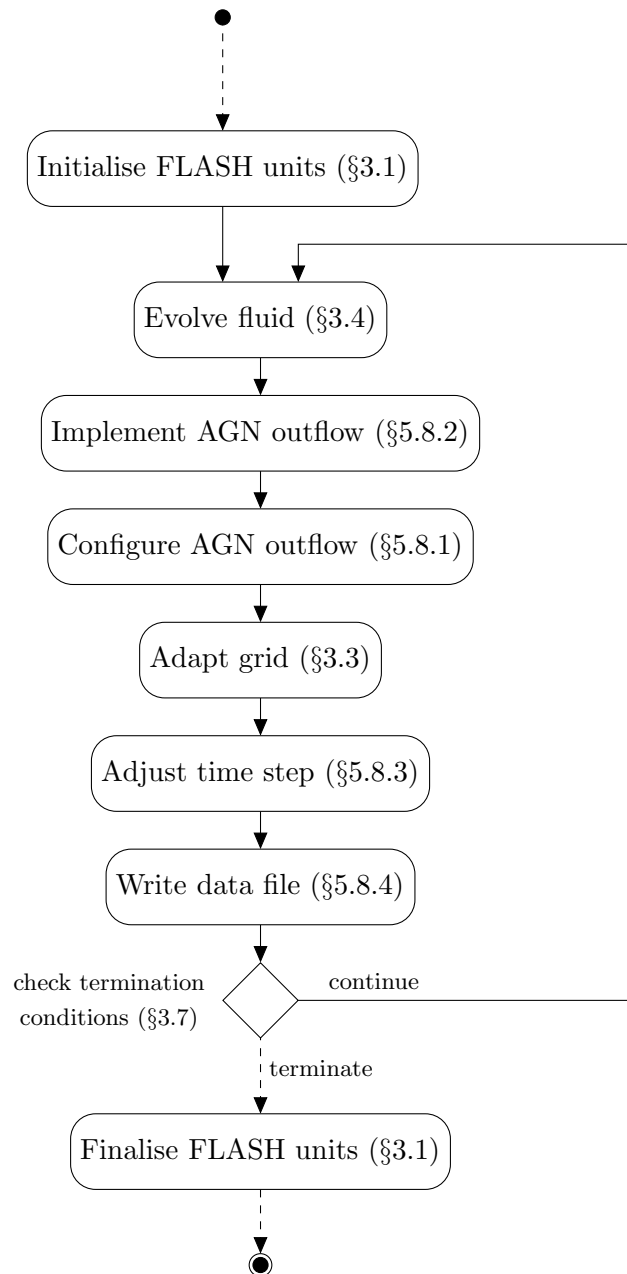 Initialise FLASH units (§3.1)
Evolve fluid (§3.4)
Implement AGN outflow (§5.8.2)
Configure AGN outflow (§5.8.1)
Adapt grid (§3.3)
Adjust time step (§5.8.3)
Write data file (§5.8.4)
check termination
conditions (§3.7)
continue
terminate
Finalise FLASH units (§3.1)